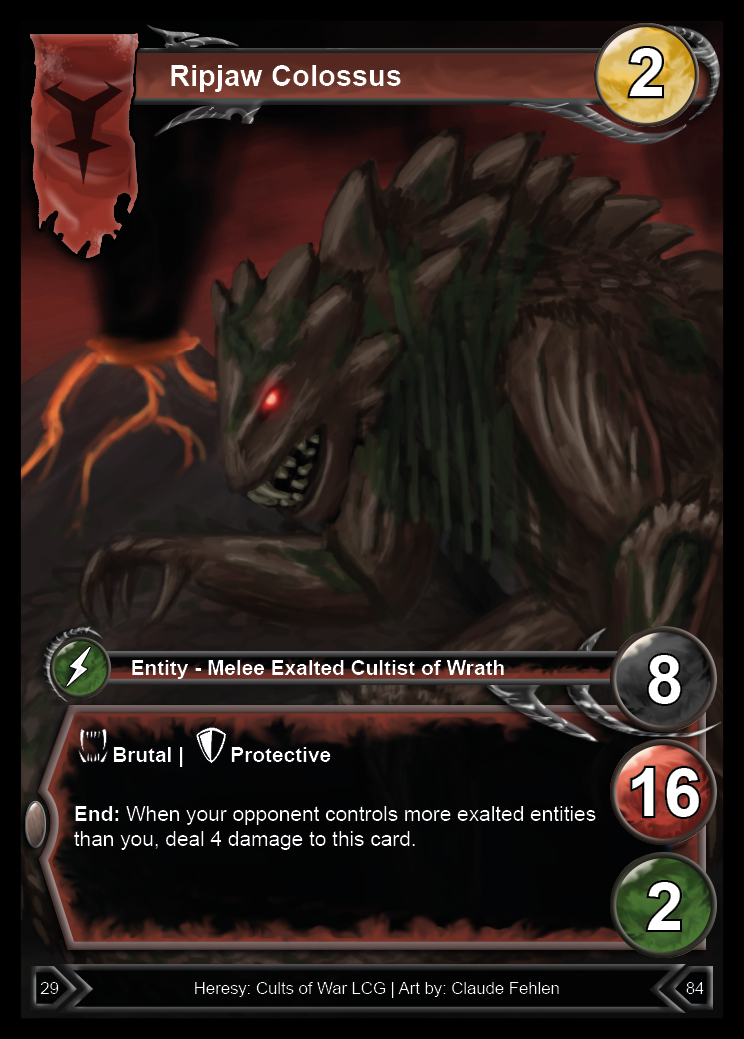 Ripjaw Colossus
2
Entity - Melee Exalted Cultist of Wrath
8
Brutal | Protective
16
End: When your opponent controls more exalted entities
than you, deal 4 damage to this card.
2
29
Heresy: Cults of War LCG | Art by: Claude Fehlen
84